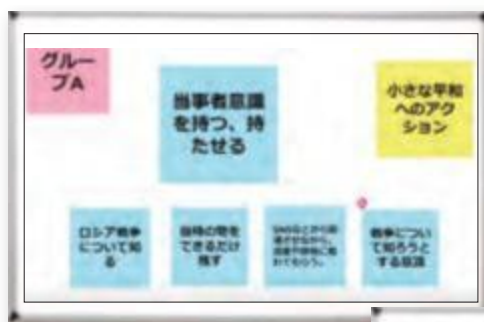 グルー
プA
当事者意識
を持つ、持
たせる
小さな平和
へのアク
ション
ロシア戦争
について知
る
当時の物を
できるだけ
残す
戦争につい
て知ろうと
する意識